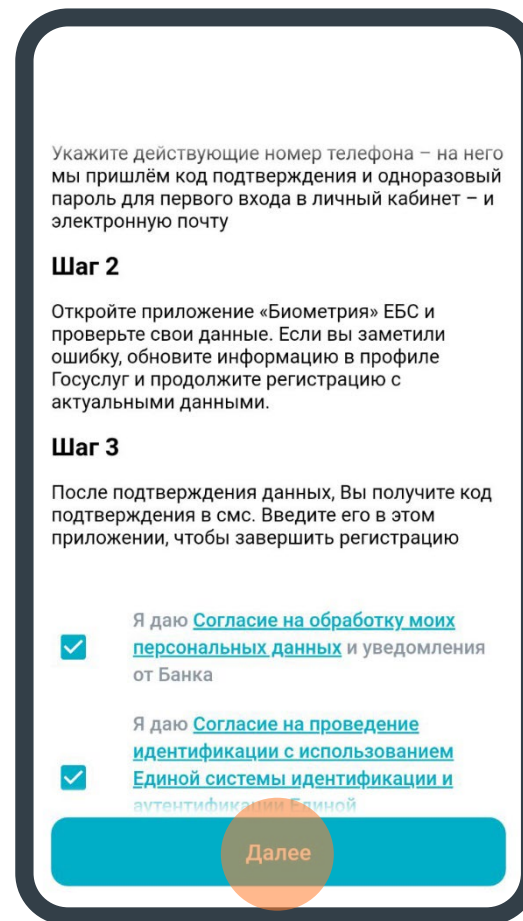 Укажите действующие номер телефона – на него
мы пришлём код подтверждения и одноразовый
пароль для первого входа в личный кабинет – и
электронную почту
Шаг 2
Откройте приложение «Биометрия» ЕБС и
проверьте свои данные. Если вы заметили
ошибку, обновите информацию в профиле
Госуслуг и продолжите регистрацию с
актуальными данными.
Шаг 3
После подтверждения данных, Вы получите код
подтверждения в смс. Введите его в этом
приложении, чтобы завершить регистрацию
Я даю Согласие на обработку моих
персональных данных и уведомления
от Банка
Я даю Согласие на проведение
идентификации с использованием
Единой системы идентификации и
аутентификации Единой
Далее